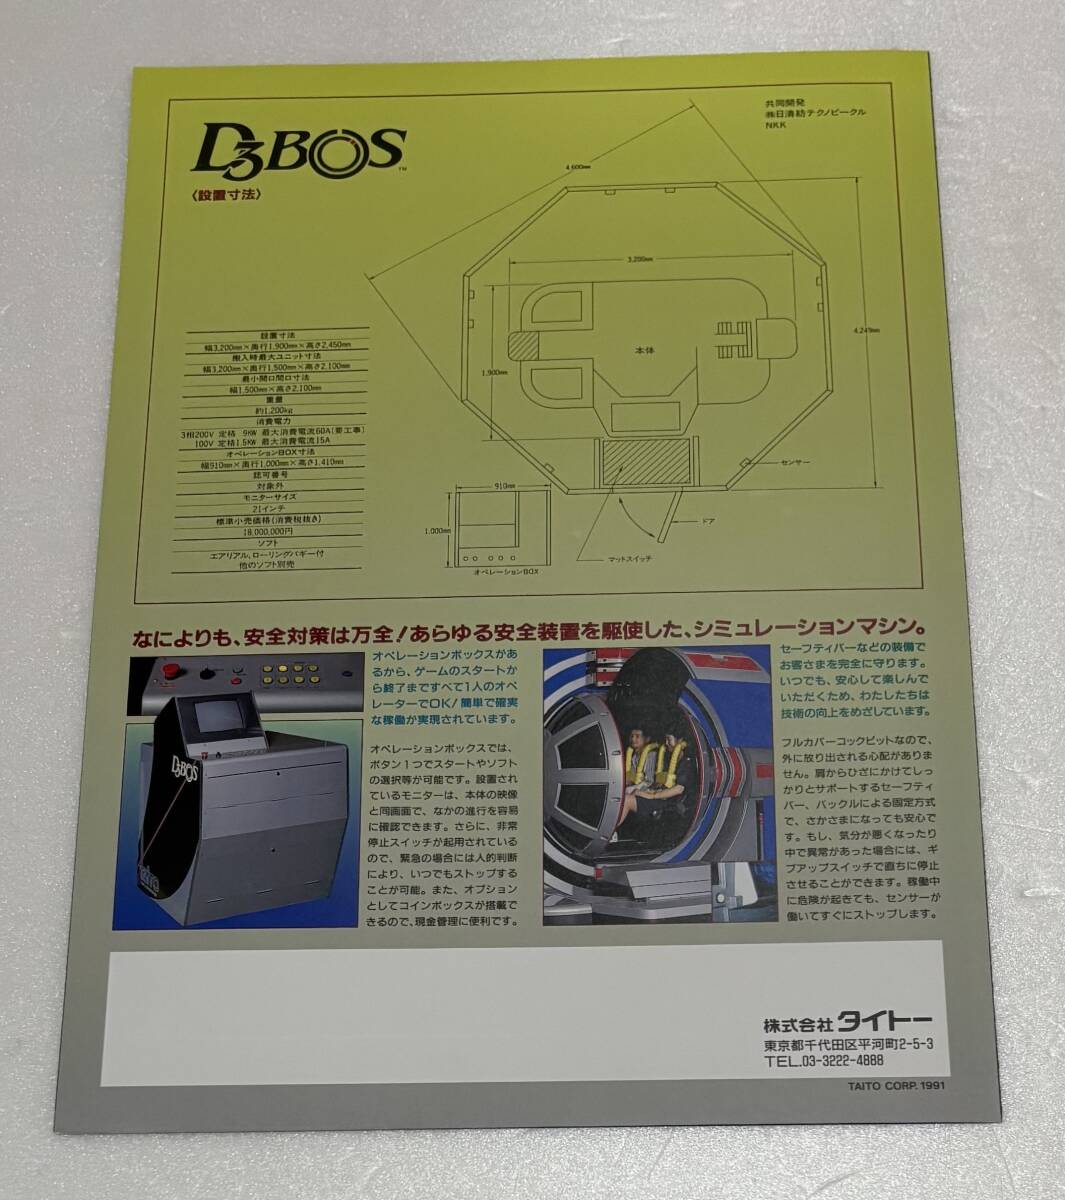 D3BOS™
〈設置寸法〉
共同開発
㈱日清紡テクノビークル
NKK
4,600mm
3,200mm
4,249mm
1,900mm
本体
センサー
ドア
マットスイッチ
910mm
1,000mm
オペレーションBOX
設置寸法
幅3,200mm×奥行1,900mm×高さ2,450mm
搬入時最大ユニット寸法
幅3,200mm×奥行1,500mm×高さ2,100mm
最小開口間口寸法
幅1,500mm×高さ2,100mm
重量
約1,200kg
消費電力
3相200V 定格 9KW 最大消費電流60A(要工事)
100V 定格1.5KW 最大消費電流15A
オペレーションBOX寸法
幅910mm×奥行1,000mm×高さ1,410mm
認可番号
対象外
モニターサイズ
21インチ
標準小売価格(消費税抜き)
18,000,000円
ソフト
エアリアル、ローリングバギー付
他のソフト別売
なによりも、安全対策は万全!あらゆる安全装置を駆使した、シミュレーションマシン。
オペレーションボックスがあ
るから、ゲームのスタートか
ら終了まですべて1人のオペ
レーターでOK!簡単で確実
な稼働が実現されています。
オペレーションボックスでは、
ボタン1つでスタートやソフト
の選択等が可能です。設置され
ているモニターは、本体の映像
と同画面で、なかの進行を容易
に確認できます。さらに、非常
停止スイッチが起用されている
ので、緊急の場合には人的判断
により、いつでもストップする
ことが可能。また、オプション
としてコインボックスが搭載で
きるので、現金管理に便利です。
D3BOS
セーフティバーなどの装備で
お客さまを完全に守ります。
いつでも、安心して楽しんで
いただくため、わたしたちは
技術の向上をめざしています。
フルカバーコックピットなので、
外に放り出される心配がありま
せん。肩からひざにかけてしっ
かりとサポートするセーフティ
バー、バックルによる固定方式
で、さかさまになっても安心で
す。もし、気分が悪くなったり
中で異常があった場合には、ギ
ブアップスイッチで直ちに停止
させることができます。稼働中
に危険が起きても、センサーが
働いてすぐにストップします。
株式会社 タイトー
東京都千代田区平河町2-5-3
TEL.03-3222-4888
TAITO CORP. 1991